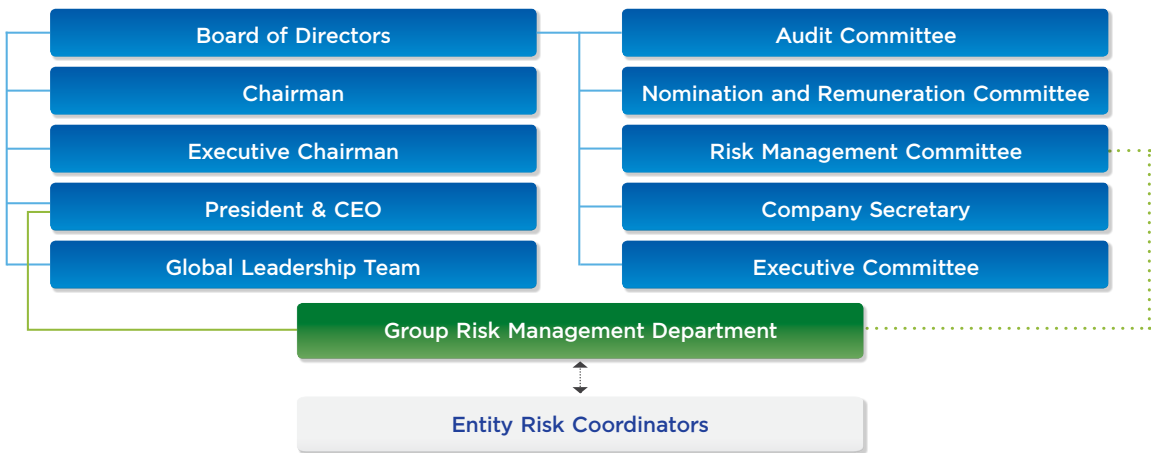 Board of Directors
Audit Committee
Chairman
Nomination and Remuneration Committee
Executive Chairman
Risk Management Committee
President & CEO
Company Secretary
Global Leadership Team
Executive Committee
Group Risk Management Department
Entity Risk Coordinators